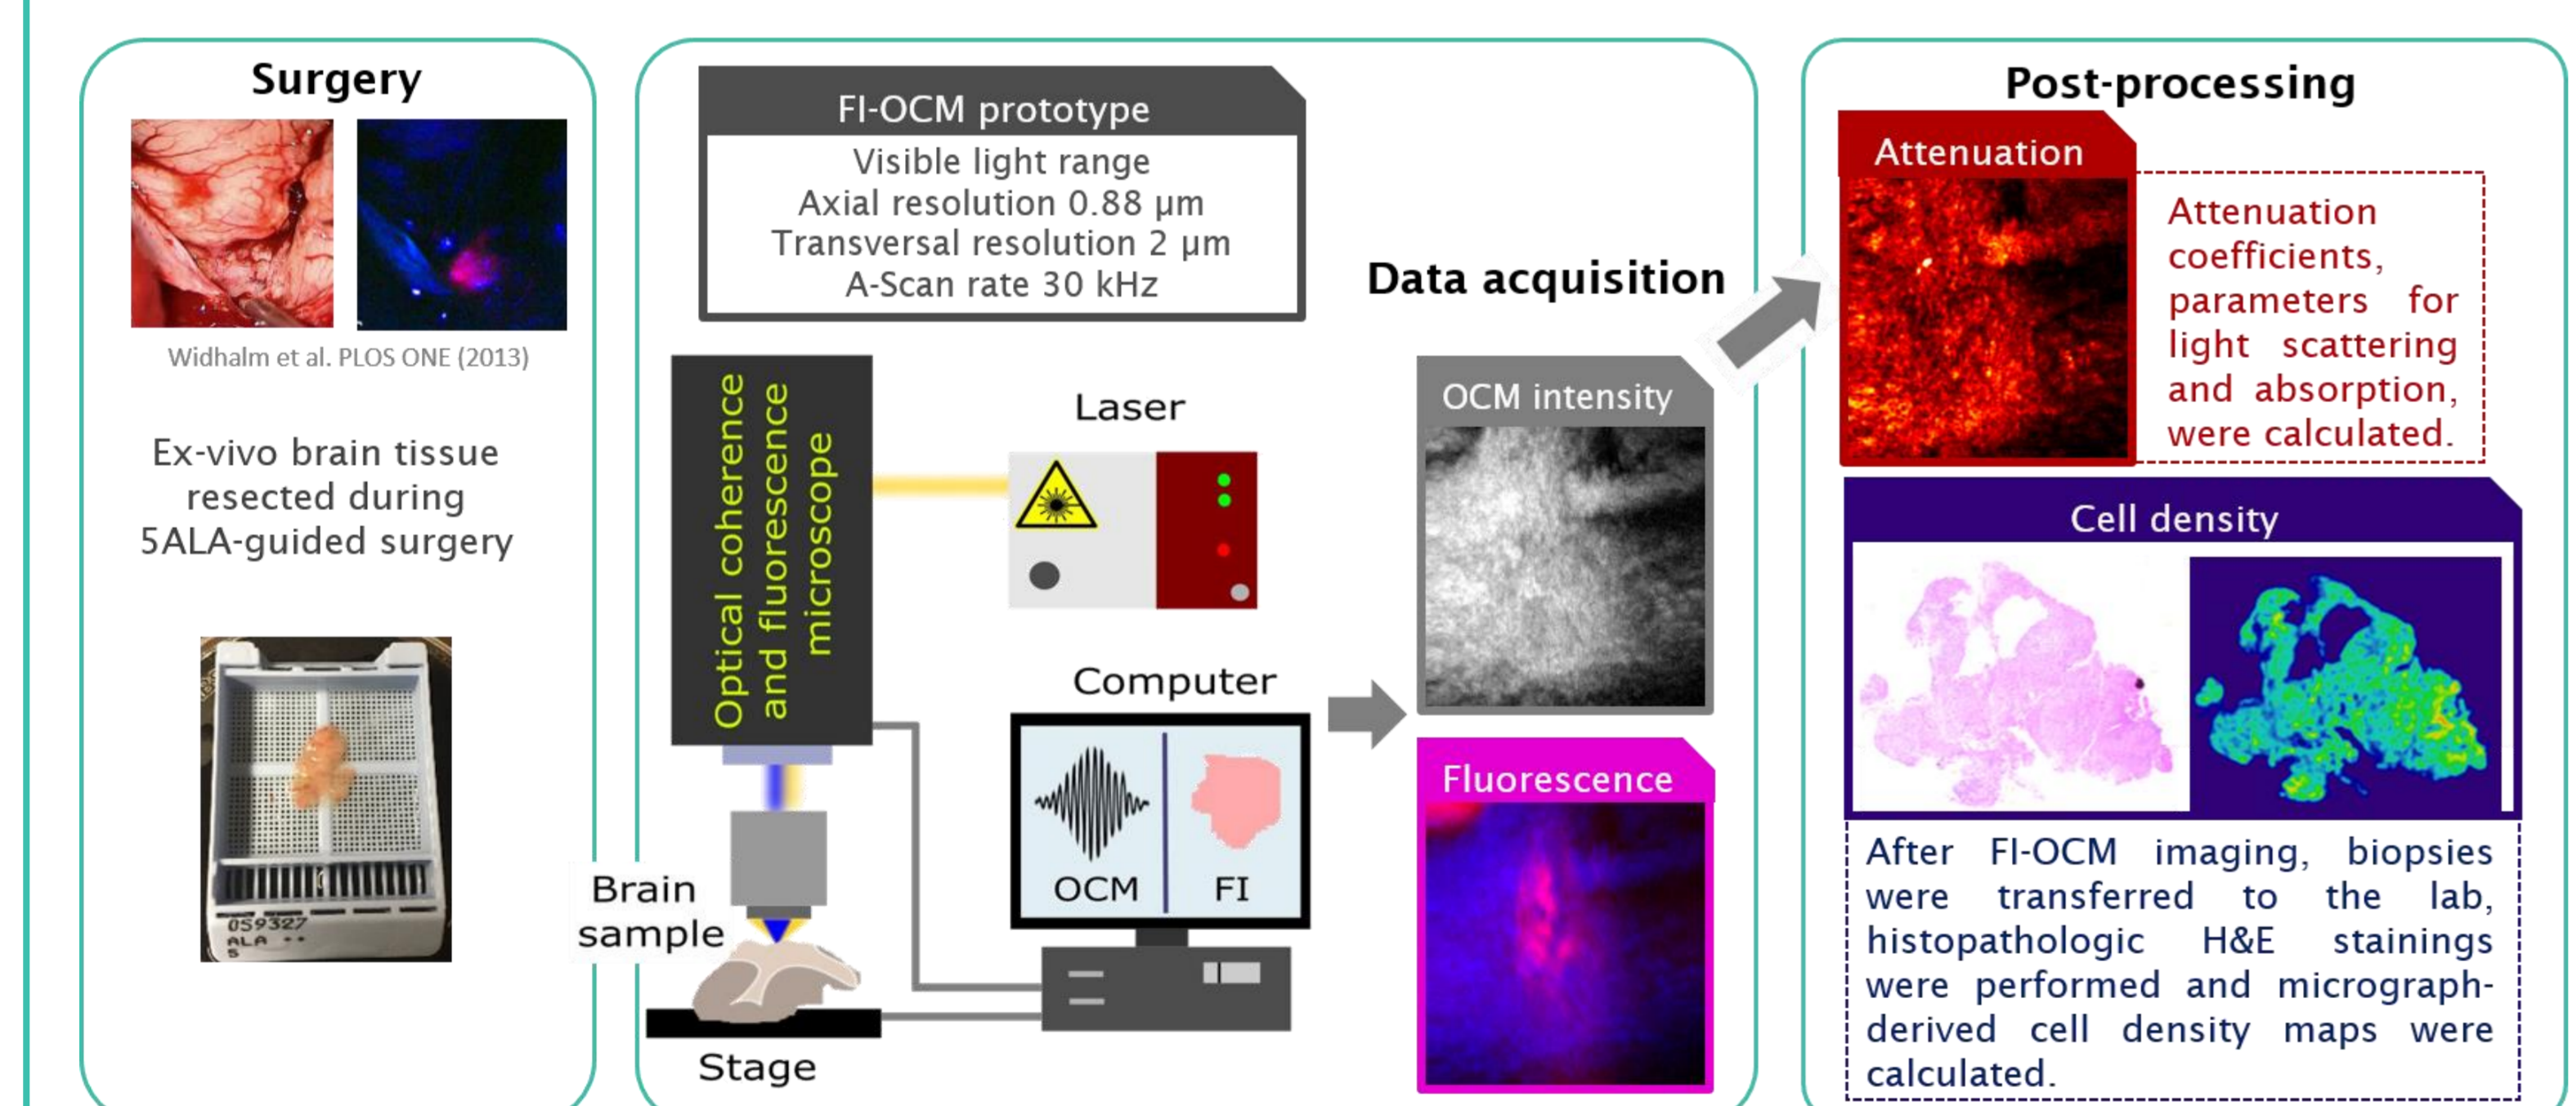 Surgery
Widhalm et al. PLOS ONE (2013)
Ex-vivo brain tissue
resected during
5ALA-guided surgery
0S9327
ALA
5
FI-OCM prototype
Visible light range
Axial resolution 0.88 μm
Transversal resolution 2 μm
A-Scan rate 30 kHz
Data acquisition
Optical coherence
and fluorescence
microscope
Laser
Computer
OCM
FI
Brain
sample
Stage
OCM intensity
Fluorescence
Post-processing
Attenuation
Attenuation
coefficients,
parameters for
light scattering
and absorption,
were calculated.
Cell density
After FI-OCM imaging, biopsies
were transferred to the lab,
histopathologic H&E stainings
were performed and micrograph-
derived cell density maps were
calculated.